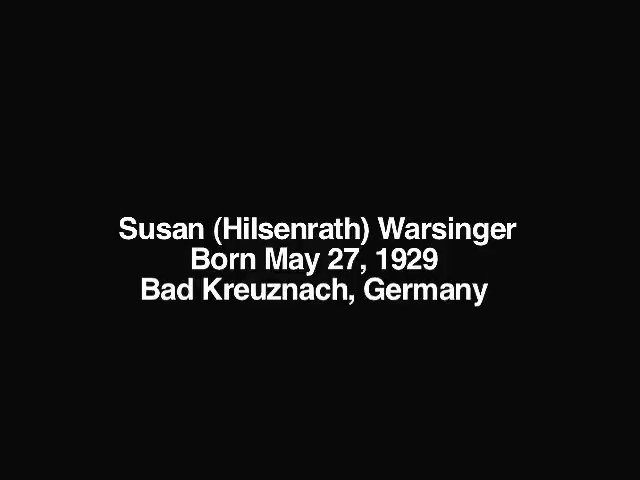 Susan (Hilsenrath) Warsinger
Born May 27, 1929
Bad Kreuznach, Germany